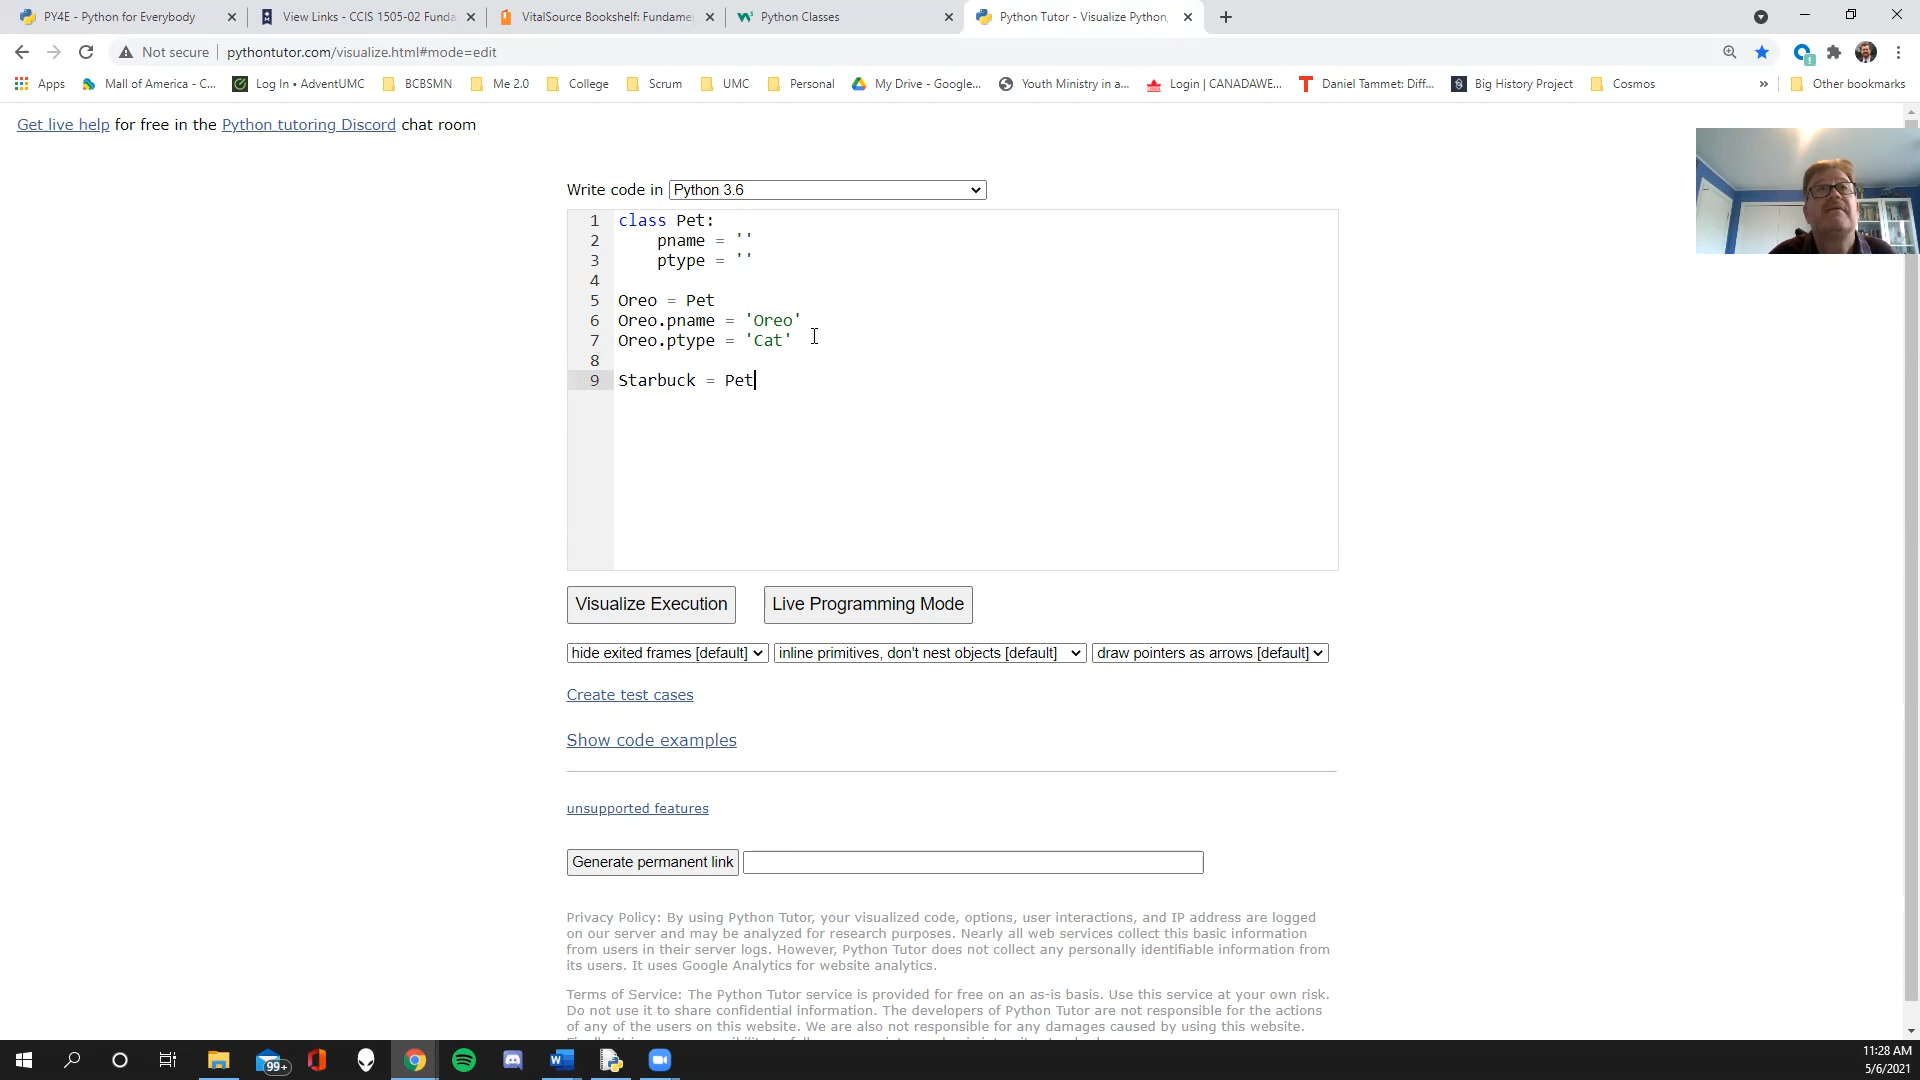 PY4E - Python for Everybody
View Links - CCIS 1505-02 Funda
VitalSource Bookshelf: Fundame
Python Classes
Python Tutor - Visualize Python,
Not secure
pythontutor.com/visualize.html#mode=edit
Apps
Mall of America - C...
Log In • AdventUMC
BCBSMN
Me 2.0
College
Scrum
UMC
Personal
My Drive - Google...
Youth Ministry in a...
Login | CANADAWE...
Daniel Tammet: Diff...
Big History Project
Cosmos
»
Other bookmarks
Get live help for free in the Python tutoring Discord chat room
Write code in Python 3.6
1 class Pet:
2 pname = ''
3 ptype = ''
4
5 Oreo = Pet
6 Oreo.pname = 'Oreo'
7 Oreo.ptype = 'Cat'
8
9 Starbuck = Pet
Visualize Execution
Live Programming Mode
hide exited frames [default]
inline primitives, don't nest objects [default]
draw pointers as arrows [default]
Create test cases
Show code examples
unsupported features
Generate permanent link
Privacy Policy: By using Python Tutor, your visualized code, options, user interactions, and IP address are logged
on our server and may be analyzed for research purposes. Nearly all web services collect this basic information
from users in their server logs. However, Python Tutor does not collect any personally identifiable information from
its users. It uses Google Analytics for website analytics.
Terms of Service: The Python Tutor service is provided for free on an as-is basis. Use this service at your own risk.
Do not use it to share confidential information. The developers of Python Tutor are not responsible for the actions
of any of the users on this website. We are also not responsible for any damages caused by using this website.
99+
11:28 AM
5/6/2021